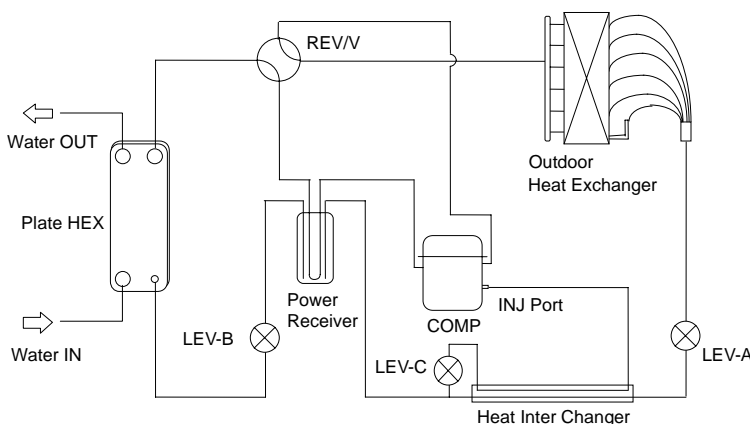 REV/V
Water OUT
Outdoor
Heat Exchanger
Plate HEX
Power
Receiver
INJ Port
COMP
LEV-B
Water IN
LEV-C
LEV-A
Heat Inter Changer